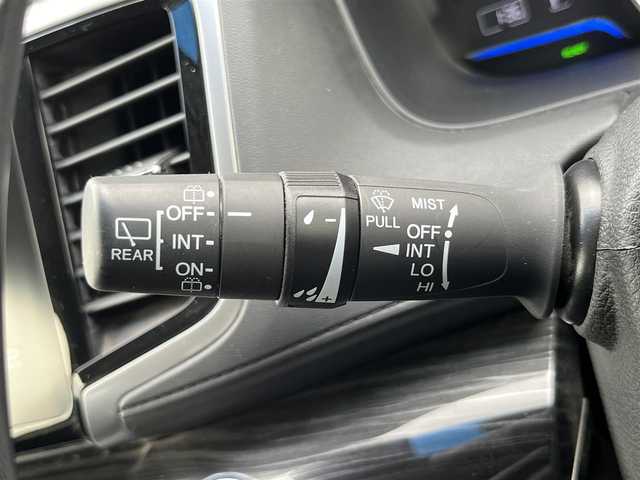 OFF
INT
REAR
ON
−
+
PULL
MIST
OFF
INT
LO
HI